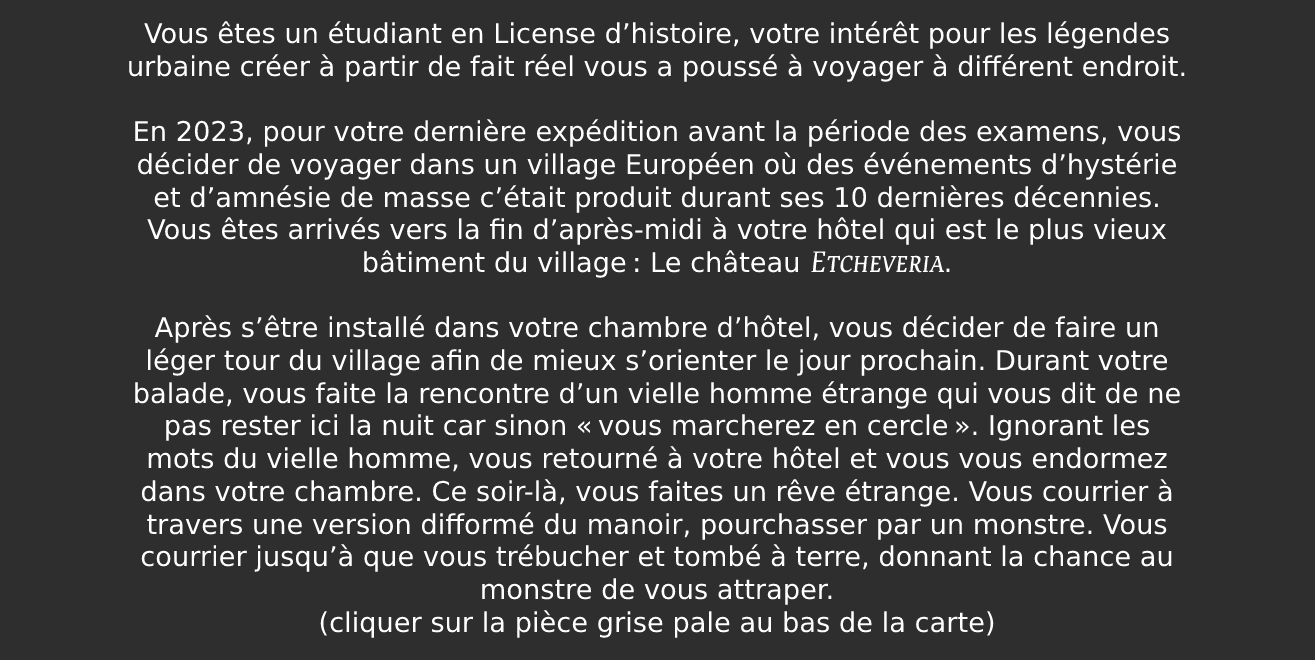 Vous êtes un étudiant en License d’histoire, votre intérêt pour les légendes
urbaine créer à partir de fait réel vous a poussé à voyager à différent endroit.
En 2023, pour votre dernière expédition avant la période des examens, vous
décider de voyager dans un village Européen où des événements d’hystérie
et d’amnésie de masse c’était produit durant ses 10 dernières décennies.
Vous êtes arrivés vers la fin d’après-midi à votre hôtel qui est le plus vieux
bâtiment du village : Le château ETCHEVERIA.
Après s’être installé dans votre chambre d’hôtel, vous décider de faire un
léger tour du village afin de mieux s’orienter le jour prochain. Durant votre
balade, vous faite la rencontre d’un vielle homme étrange qui vous dit de ne
pas rester ici la nuit car sinon « vous marcherez en cercle ». Ignorant les
mots du vielle homme, vous retourné à votre hôtel et vous vous endormez
dans votre chambre. Ce soir-là, vous faites un rêve étrange. Vous courrier à
travers une version difformé du manoir, pourchasser par un monstre. Vous
courrier jusqu’à que vous trébucher et tombé à terre, donnant la chance au
monstre de vous attraper.
(cliquer sur la pièce grise pale au bas de la carte)